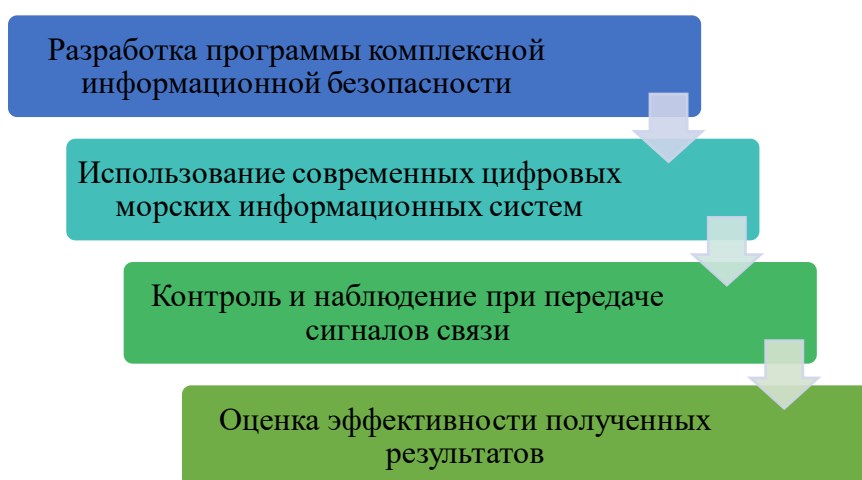 Разработка программы комплексной
информационной безопасности
Использование современных цифровых
морских информационных систем
Контроль и наблюдение при передаче
сигналов связи
Оценка эффективности полученных
результатов